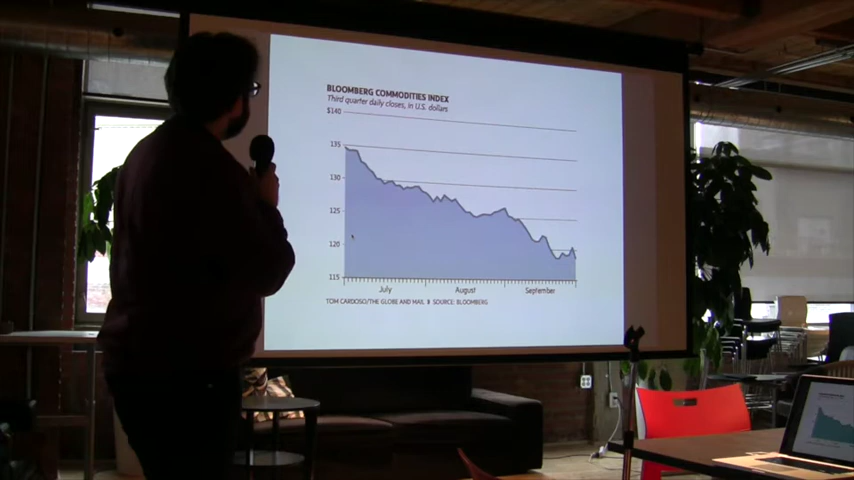 BLOOMBERG COMMODITIES INDEX
Third quarter daily closes, in U.S. dollars
$140
135
130
125
120
115
July August September
TOM CARDOSO/THE GLOBE AND MAIL SOURCE: BLOOMBERG